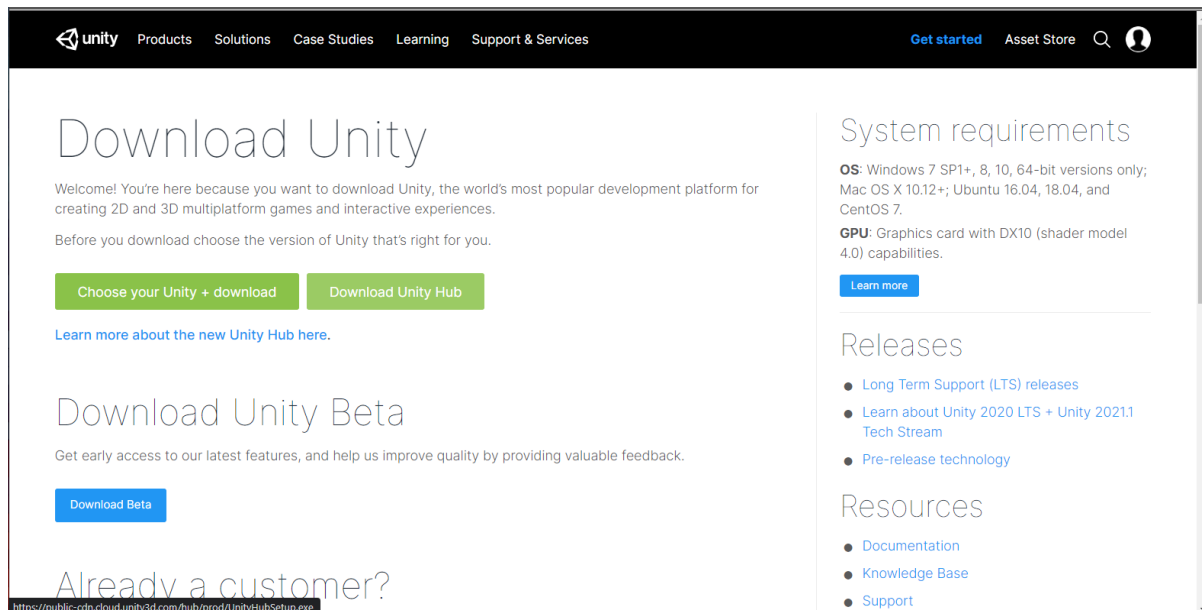 unity Products Solutions Case Studies Learning Support & Services Get started Asset Store
Download Unity
Welcome! You're here because you want to download Unity, the world's most popular development platform for
creating 2D and 3D multiplatform games and interactive experiences.
Before you download choose the version of Unity that's right for you.
Choose your Unity + download Download Unity Hub
Learn more about the new Unity Hub here.
Download Unity Beta
Get early access to our latest features, and help us improve quality by providing valuable feedback.
Download Beta
Already a customer?
https://public-cdn.cloud.unity3d.com/hub/prod/UnityHubSetup.exe
System requirements
OS: Windows 7 SP1+, 8, 10, 64-bit versions only;
Mac OS X 10.12+; Ubuntu 16.04, 18.04, and
CentOS 7.
GPU: Graphics card with DX10 (shader model
4.0) capabilities.
Learn more
Releases
Long Term Support (LTS) releases
Learn about Unity 2020 LTS + Unity 2021.1
Tech Stream
Pre-release technology
Resources
Documentation
Knowledge Base
Support